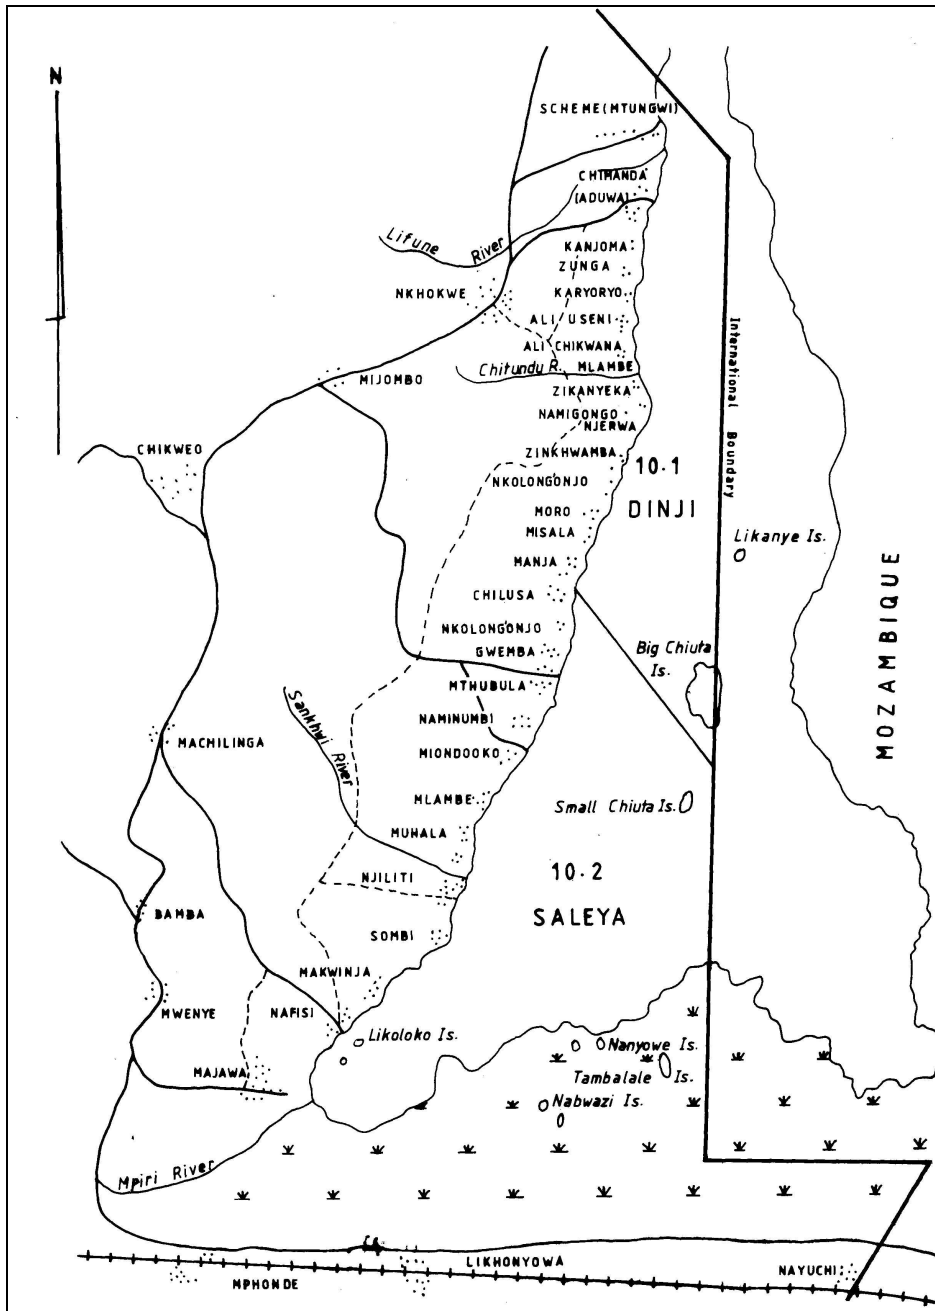 N
SCHEME (MTUNGWI)
CHIMANDA
(ADUWA)
Lifune River
KANJOMA
ZUNGA
NKHOKWE
KARYORYO
ALI USENI
International Boundary
ALI CHIKWANA
Chitundu R.
MLAMBE
MIJOMBO
ZIKANYEKA
NAMIGONGO
NJERWA
CHIKWEO
ZINKHWAMBA
10.1
DINJI
NKOLONGONJO
MORO
MISALA
Likanye Is.
MANJA
MOZAMBIQUE
CHILUSA
NKOLONGONJO
GWEMBA
Big Chiuta
Is.
MTHUBULA
Sankhwi River
NAMINUMBI
MACHILINGA
MIONDOOKO
MLAMBE
Small Chiuta Is.
MUHALA
10.2
SALEYA
NJILITI
BAMBA
SOMBI
MAKWINJA
MWENYE
NAFISI
Likoloko Is.
Nanyowe Is.
MAJAWA
Tambalale Is.
Nabwazi Is.
Mpiri River
LIKHONYOWA
NAYUCHI
MPHONDE